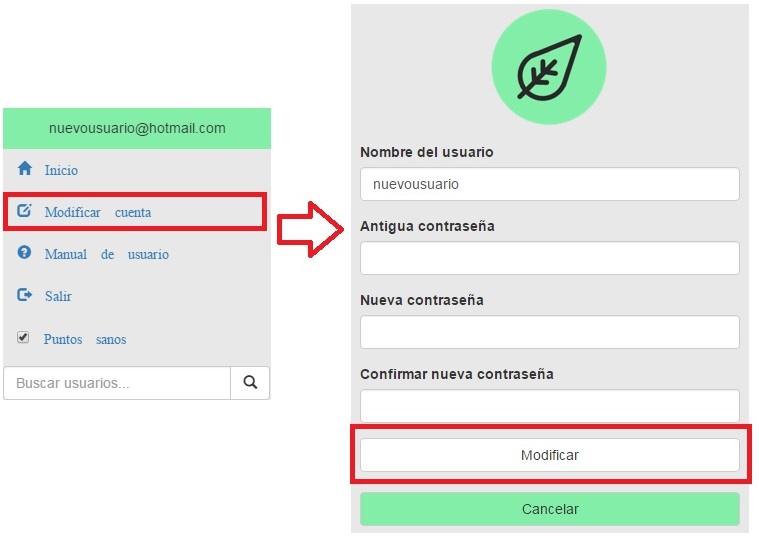 nuevousuario@hotmail.com
Inicio
Modificar cuenta
Manual de usuario
Salir
Puntos sanos
Buscar usuarios...
Nombre del usuario
nuevousuario
Antigua contraseña
Nueva contraseña
Confirmar nueva contraseña
Modificar
Cancelar